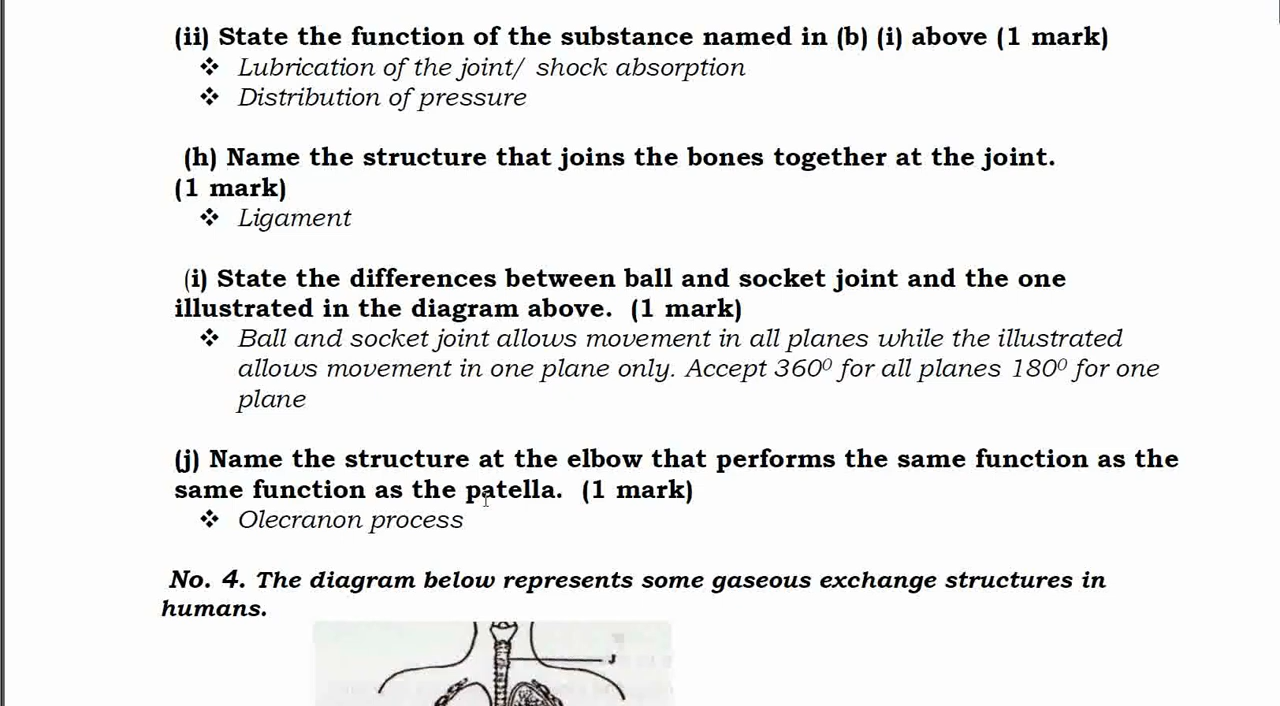 (ii) State the function of the substance named in (b) (i) above (1 mark)
❖ Lubrication of the joint/ shock absorption
❖ Distribution of pressure
(h) Name the structure that joins the bones together at the joint.
(1 mark)
❖ Ligament
(i) State the differences between ball and socket joint and the one
illustrated in the diagram above. (1 mark)
❖ Ball and socket joint allows movement in all planes while the illustrated
allows movement in one plane only. Accept 360⁰ for all planes 180⁰ for one
plane
(j) Name the structure at the elbow that performs the same function as the
same function as the patella. (1 mark)
❖ Olecranon process
No. 4. The diagram below represents some gaseous exchange structures in
humans.
J